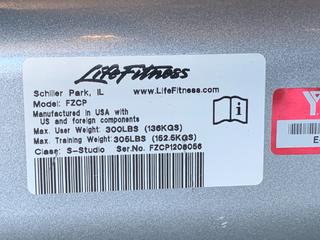 LifeFitness
Schiller Park, IL www.LifeFitness.com
Model: FZCP
Manufactured in USA with
US and foreign components
Max. User Weight: 300LBS (136KGS)
Max. Training Weight: 305LBS (152.5KGS)
Class: S-Studio Ser.No. FZCP1208056
i
Y
E-